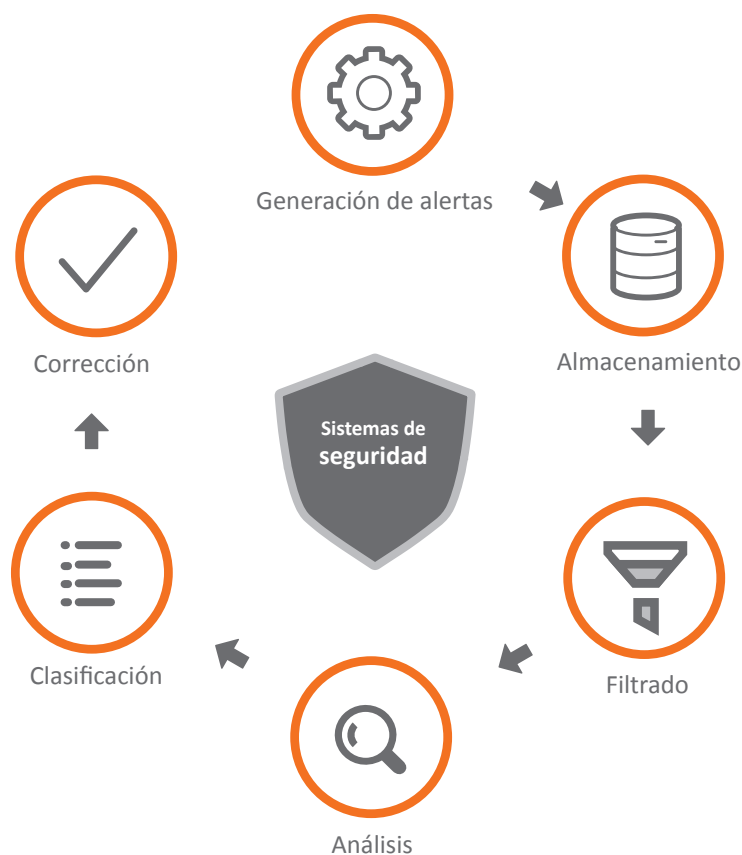 Generación de alertas
Almacenamiento
Filtrado
Análisis
Clasificación
Corrección
Sistemas de
seguridad